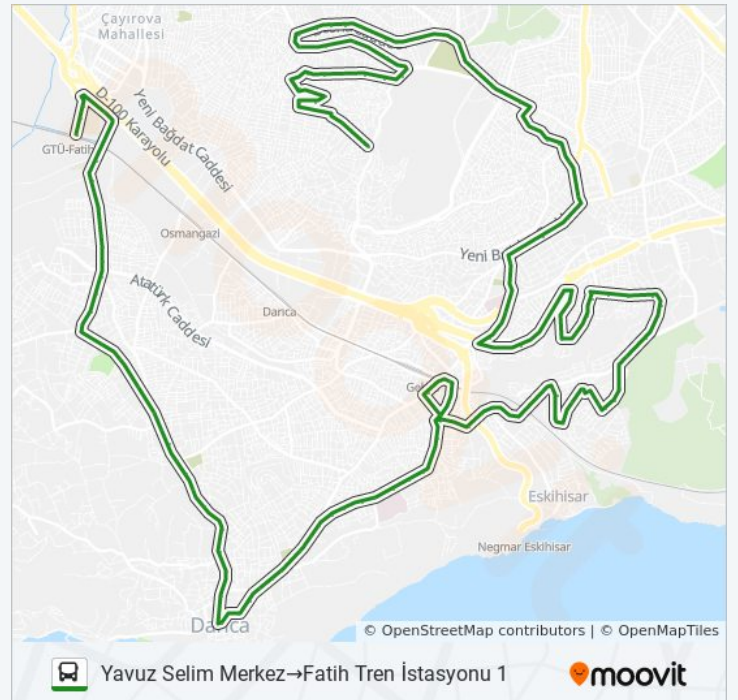 Çayırova
Mahallesi
D-100 Karayolu
Yeni Bağdat Caddesi
GTÜ-Fatih
Osmangazi
Yeni B
Atatürk Caddesi
Darıca
Eskihisar
Negmar Eskihisar
Darıca
© OpenStreetMap contributors | © OpenMapTiles
Yavuz Selim Merkez→Fatih Tren İstasyonu 1
moovit